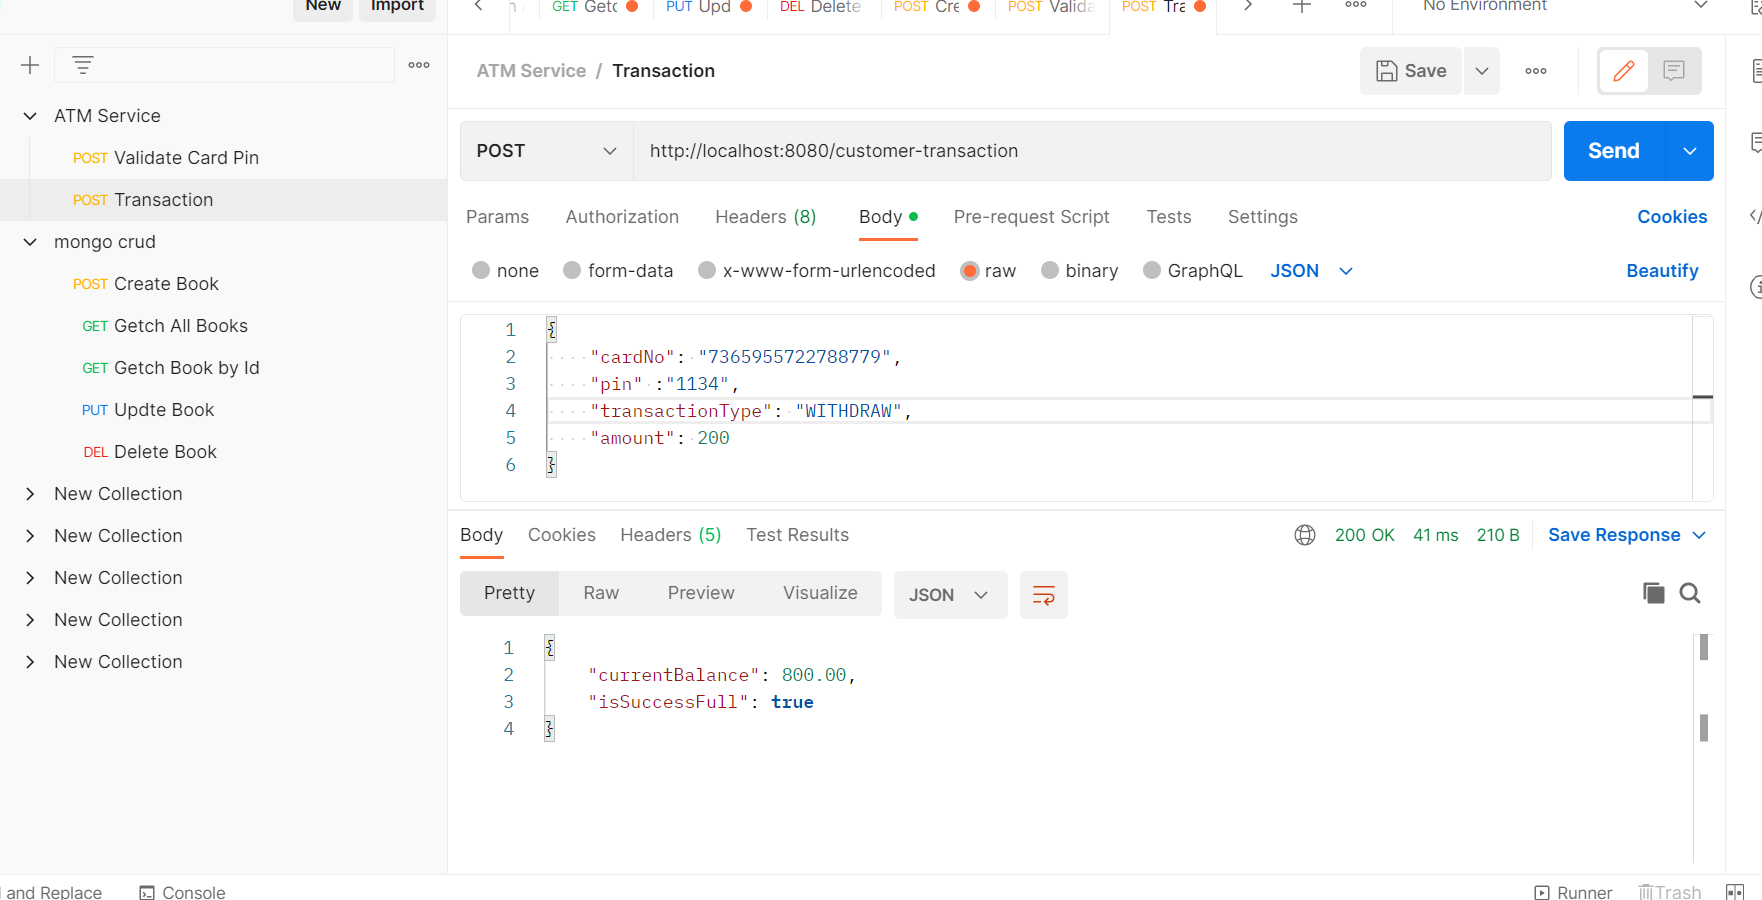 New Import
GET Getc PUT Upd DEL Delete POST Cre POST Valida POST Tra No Environment
ATM Service / Transaction Save
ATM Service
POST Validate Card Pin
POST Transaction
mongo crud
POST Create Book
GET Getch All Books
GET Getch Book by Id
PUT Updte Book
DEL Delete Book
New Collection
New Collection
New Collection
New Collection
New Collection
POST http://localhost:8080/customer-transaction Send
Params Authorization Headers (8) Body Pre-request Script Tests Settings Cookies
none form-data x-www-form-urlencoded raw binary GraphQL JSON Beautify
1 {
2 "cardNo": "7365955722788779",
3 "pin" :"1134",
4 "transactionType": "WITHDRAW",
5 "amount": 200
6 }
Body Cookies Headers (5) Test Results 200 OK 41 ms 210 B Save Response
Pretty Raw Preview Visualize JSON
1 {
2 "currentBalance": 800.00,
3 "isSuccessFull": true
4 }
and Replace Console Runner Trash